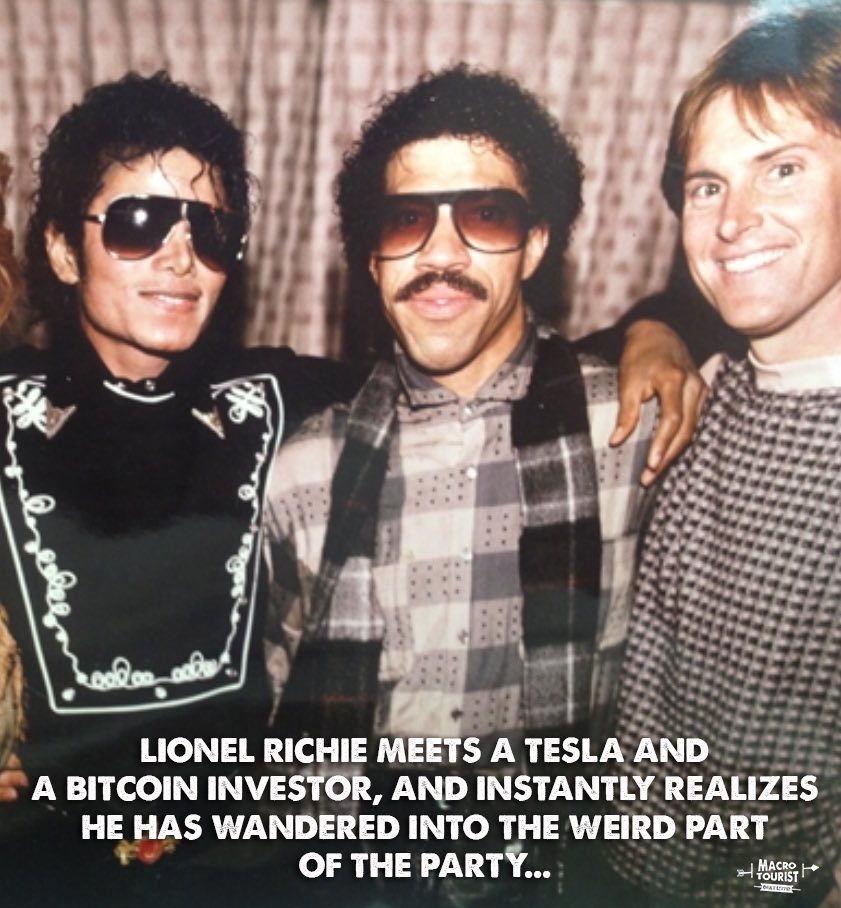 LIONEL RICHIE MEETS A TESLA AND
A BITCOIN INVESTOR, AND INSTANTLY REALIZES
HE HAS WANDERED INTO THE WEIRD PART
OF THE PARTY...
MACRO
TOURIST